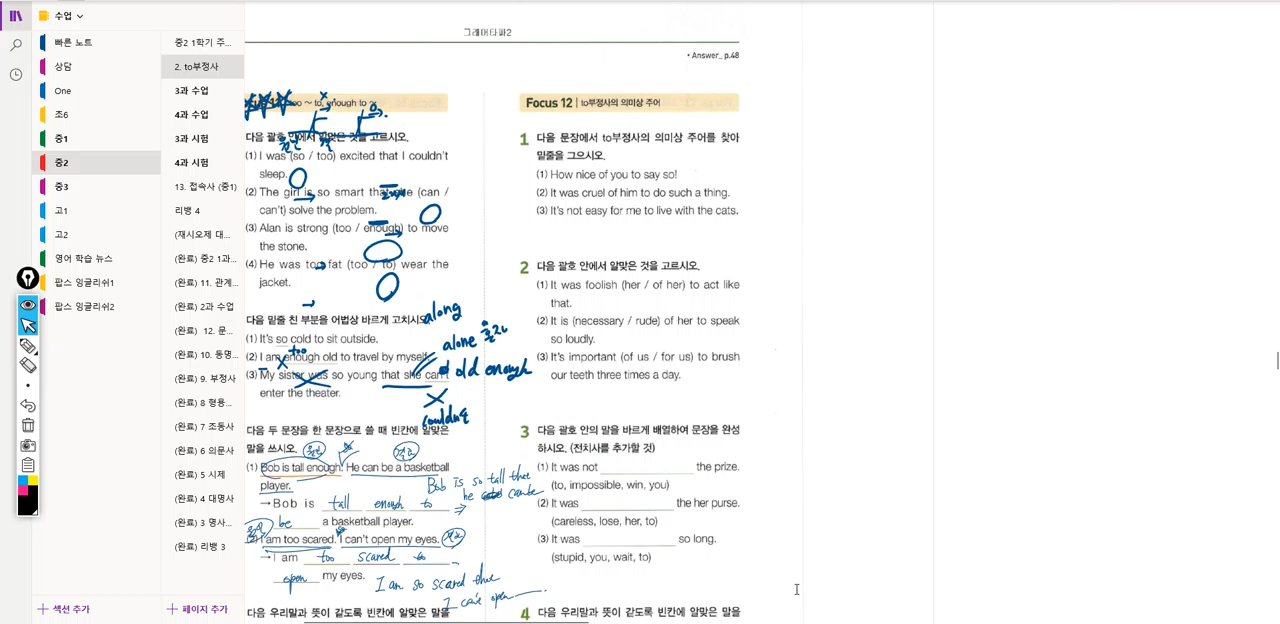 수업
빠른 노트
상담
One
초6
중1
중2
중3
고1
고2
영어 학습 뉴스
팝스 잉글리쉬1
팝스 잉글리쉬2
섹션 추가
중2 1학기 주...
2. to부정사
3과 수업
4과 수업
3과 시험
4과 시험
13. 접속사 (중1)
리뱅 4
(재시오제 대...
(완료) 중2 1과...
(완료) 11. 관계...
(완료) 2과 수업
(완료) 12. 문...
(완료) 10. 동명...
(완료) 9. 부정사
(완료) 8 형용...
(완료) 7 조동사
(완료) 6 의문사
(완료) 5 시제
(완료) 4 대명사
(완료) 3 명사...
(완료) 리뱅 3
페이지 추가
그래머타파2
• Answer_ p.48
too ~ to, enough to ~
다음 괄호 안에서 알맞은 것을 고르시오.
(1) I was (so / too) excited that I couldn't
sleep.
(2) The girl is so smart that she (can /
can't) solve the problem.
(3) Alan is strong (too / enough) to move
the stone.
(4) He was too fat (too / to) wear the
jacket.
다음 밑줄 친 부분을 어법상 바르게 고치시오.
along
(1) It's so cold to sit outside.
alone
too
(2) I am enough old to travel by myself.
old enough
(3) My sister was so young that she can't
enter the theater.
couldn't
다음 두 문장을 한 문장으로 쓸 때 빈칸에 알맞은
말을 쓰시오.
(1) Bob is tall enough. He can be a basketball
player.
Bob is so tall that
he can be
→ Bob is tall enough to
be a basketball player.
(2) I am too scared. I can't open my eyes.
→ I am too scared to
open my eyes.
I am so scared that
I can't open
다음 우리말과 뜻이 같도록 빈칸에 알맞은 말을
Focus 12 | to부정사의 의미상 주어
1 다음 문장에서 to부정사의 의미상 주어를 찾아
밑줄을 그으시오.
(1) How nice of you to say so!
(2) It was cruel of him to do such a thing.
(3) It's not easy for me to live with the cats.
2 다음 괄호 안에서 알맞은 것을 고르시오.
(1) It was foolish (her / of her) to act like
that.
(2) It is (necessary / rude) of her to speak
so loudly.
(3) It's important (of us / for us) to brush
our teeth three times a day.
3 다음 괄호 안의 말을 바르게 배열하여 문장을 완성
하시오. (전치사를 추가할 것)
(1) It was not ____ the prize.
(to, impossible, win, you)
(2) It was ____ the her purse.
(careless, lose, her, to)
(3) It was ____ so long.
(stupid, you, wait, to)
4 다음 우리말과 뜻이 같도록 빈칸에 알맞은 말을